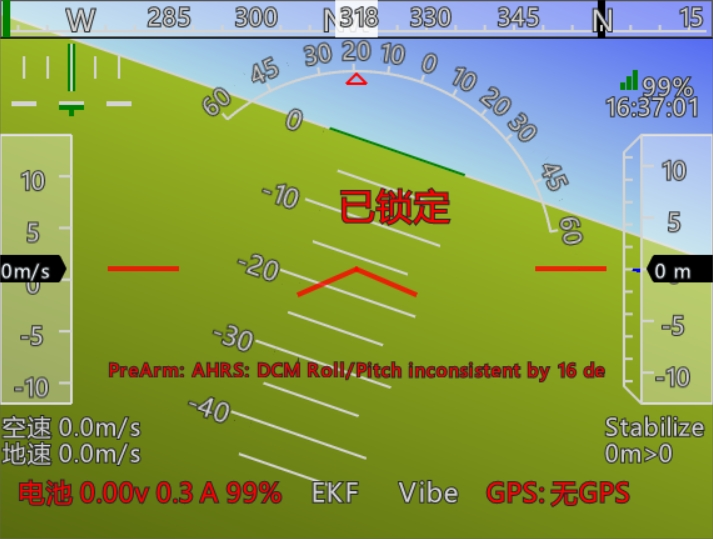 W 285 300 N 318 330 345 N 15
60 45 30 20 10 0 10 20 30 45 60
99%
16:37:01
0
-10
-20
-30
-40
已锁定
10
5
0
-5
-10
0m/s
10
5
-5
-10
0 m
PreArm: AHRS: DCM Roll/Pitch inconsistent by 16 de
空速 0.0m/s
地速 0.0m/s
Stabilize
0m>0
电池 0.00v 0.3 A 99% EKF Vibe GPS: 无GPS